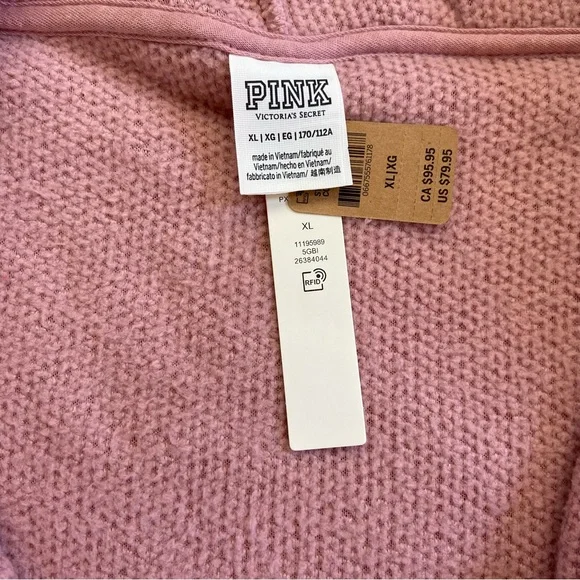 PINK
VICTORIA'S SECRET
XL | XG | EG | 170/112A
made in Vietnam/fabriqué au
Vietnam/hecho en Vietnam/
fabbricato in Vietnam/ 越南制造
XL|XG
CA $95.95
US $79.95
PX
XL
11195989
5GBI
26384044
RFID